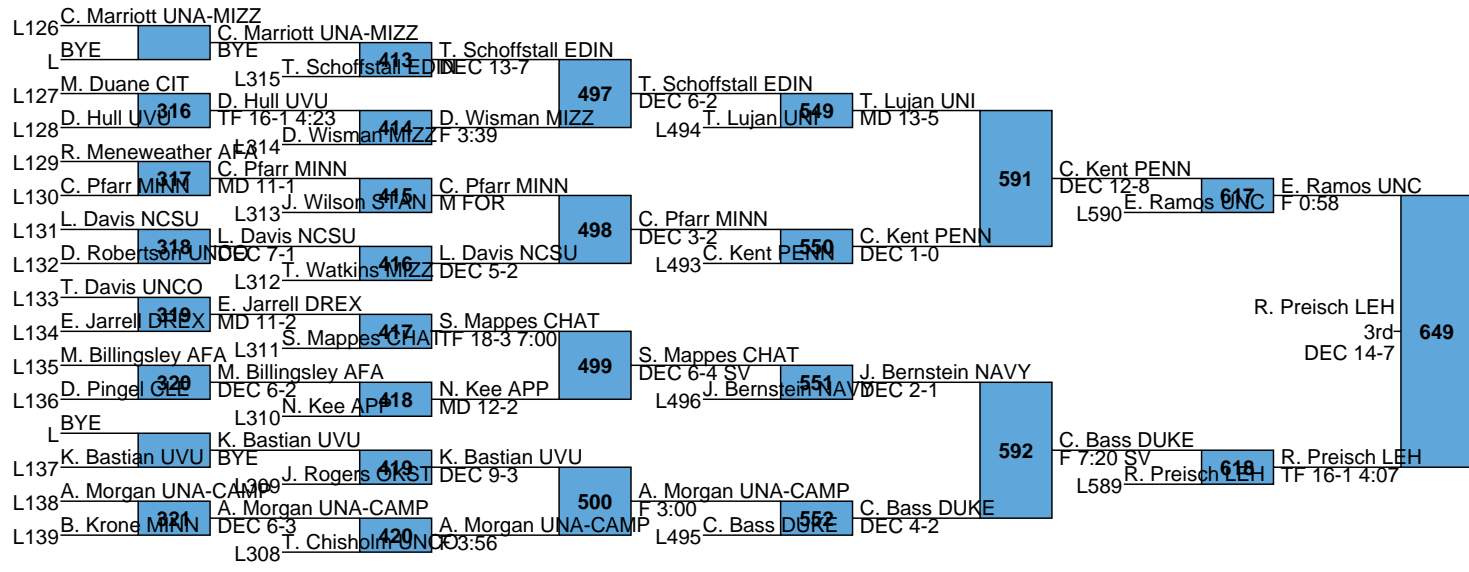 L126 C. Marriott UNA-MIZZ
L BYE
C. Marriott UNA-MIZZ
BYE
L127 M. Duane CIT
L128 D. Hull UVU
316
D. Hull UVU
TF 16-1 4:23
L129 R. Meneweather AFA
L130 C. Pfarr MINN
317
C. Pfarr MINN
MD 11-1
L131 L. Davis NCSU
L132 D. Robertson UNCO
318
L. Davis NCSU
DEC 7-1
L133 T. Davis UNCO
L134 E. Jarrell DREX
319
E. Jarrell DREX
MD 11-2
L135 M. Billingsley AFA
L136 D. Pingel CLE
320
M. Billingsley AFA
DEC 6-2
L BYE
L137 K. Bastian UVU
K. Bastian UVU
BYE
L138 A. Morgan UNA-CAMP
L139 B. Krone MINN
321
A. Morgan UNA-CAMP
DEC 6-3
L315 T. Schoffstall EDIN
413
T. Schoffstall EDIN
DEC 13-7
L314 D. Wisman MIZZ
414
D. Wisman MIZZ
F 3:39
L313 J. Wilson STAN
415
C. Pfarr MINN
M FOR
L312 T. Watkins MIZZ
416
L. Davis NCSU
DEC 5-2
L311 S. Mappes CHAT
417
S. Mappes CHAT
TF 18-3 7:00
L310 N. Kee APP
418
N. Kee APP
MD 12-2
L309 J. Rogers OKST
419
K. Bastian UVU
DEC 9-3
L308 T. Chisholm UNCO
420
A. Morgan UNA-CAMP
F 3:56
497
T. Schoffstall EDIN
DEC 6-2
498
C. Pfarr MINN
DEC 3-2
499
S. Mappes CHAT
DEC 6-4 SV
500
A. Morgan UNA-CAMP
F 3:00
L494 T. Lujan UNI
549
T. Lujan UNI
MD 13-5
L493 C. Kent PENN
550
C. Kent PENN
DEC 1-0
L496 J. Bernstein NAVY
551
J. Bernstein NAVY
DEC 2-1
L495 C. Bass DUKE
552
C. Bass DUKE
DEC 4-2
591
C. Kent PENN
DEC 12-8
592
C. Bass DUKE
F 7:20 SV
L590 E. Ramos UNC
617
E. Ramos UNC
F 0:58
L589 R. Preisch LEH
618
R. Preisch LEH
TF 16-1 4:07
649
R. Preisch LEH
3rd
DEC 14-7